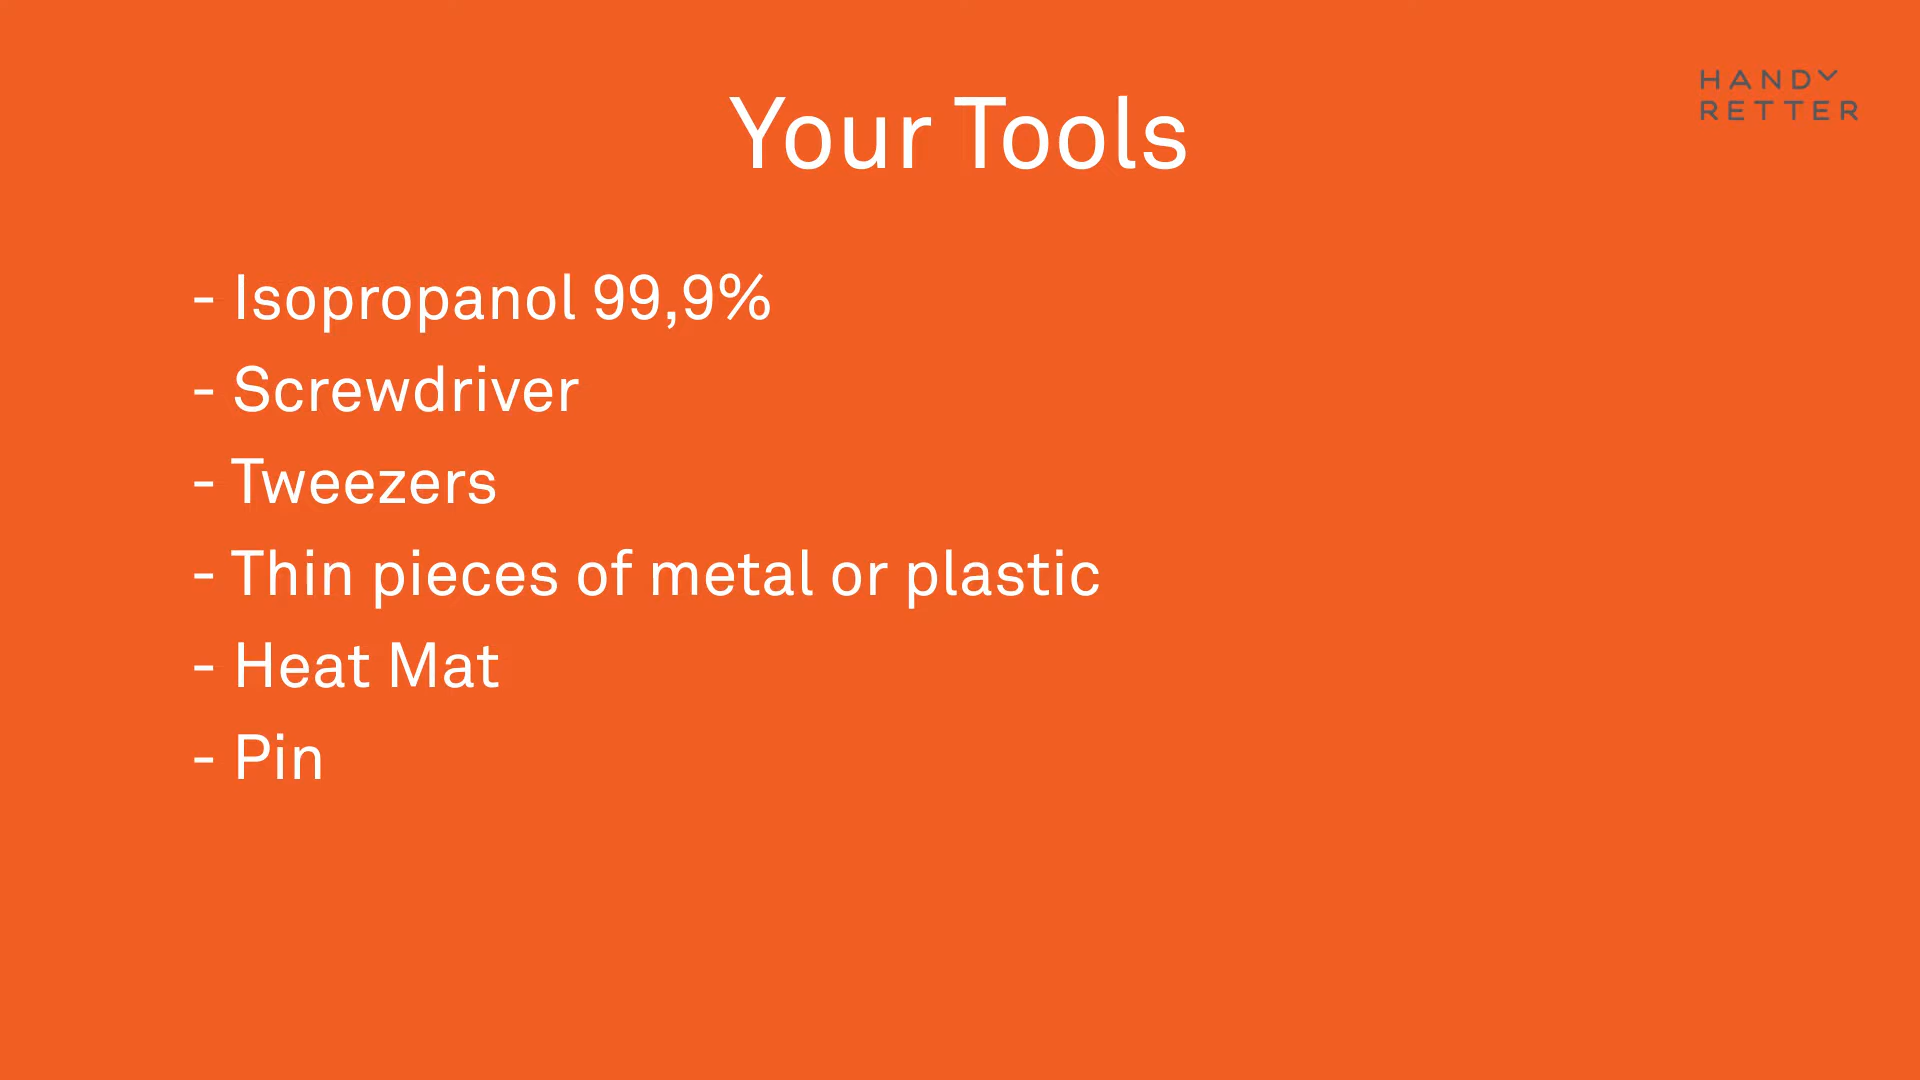 Your Tools
HANDY
RETTER
- Isopropanol 99,9%
- Screwdriver
- Tweezers
- Thin pieces of metal or plastic
- Heat Mat
- Pin